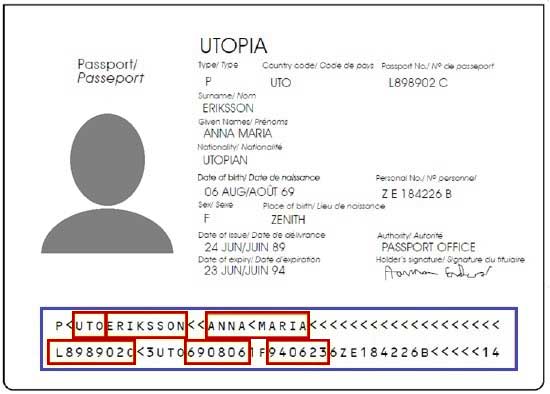 UTOPIA
Passport/
Passeport
Type/ Type Country code/ Code de pays Passport No./ Nº de passeport
P UTO L898902 C
Surname/ Nom
ERIKSSON
Given Names/ Prénoms
ANNA MARIA
Nationality/ Nationalité
UTOPIAN
Date of birth/ Date de naissance Personal No./ Nº personnel
06 AUG/AOÛT 69 Z E 184226 B
Sex/ Sexe Place of birth/ Lieu de naissance
F ZENITH
Date of issue/ Date de délivrance Authority/ Autorité
24 JUN/JUIN 89 PASSPORT OFFICE
Date of expiry/ Date d'expiration Holder's signature/ Signature du titulaire
23 JUN/JUIN 94
P<UTOERIKSSON<<ANNA<MARIA<<<<<<<<<<<<<<<<<<<
L898902C<3UTO6908061F9406236ZE184226B<<<<<14